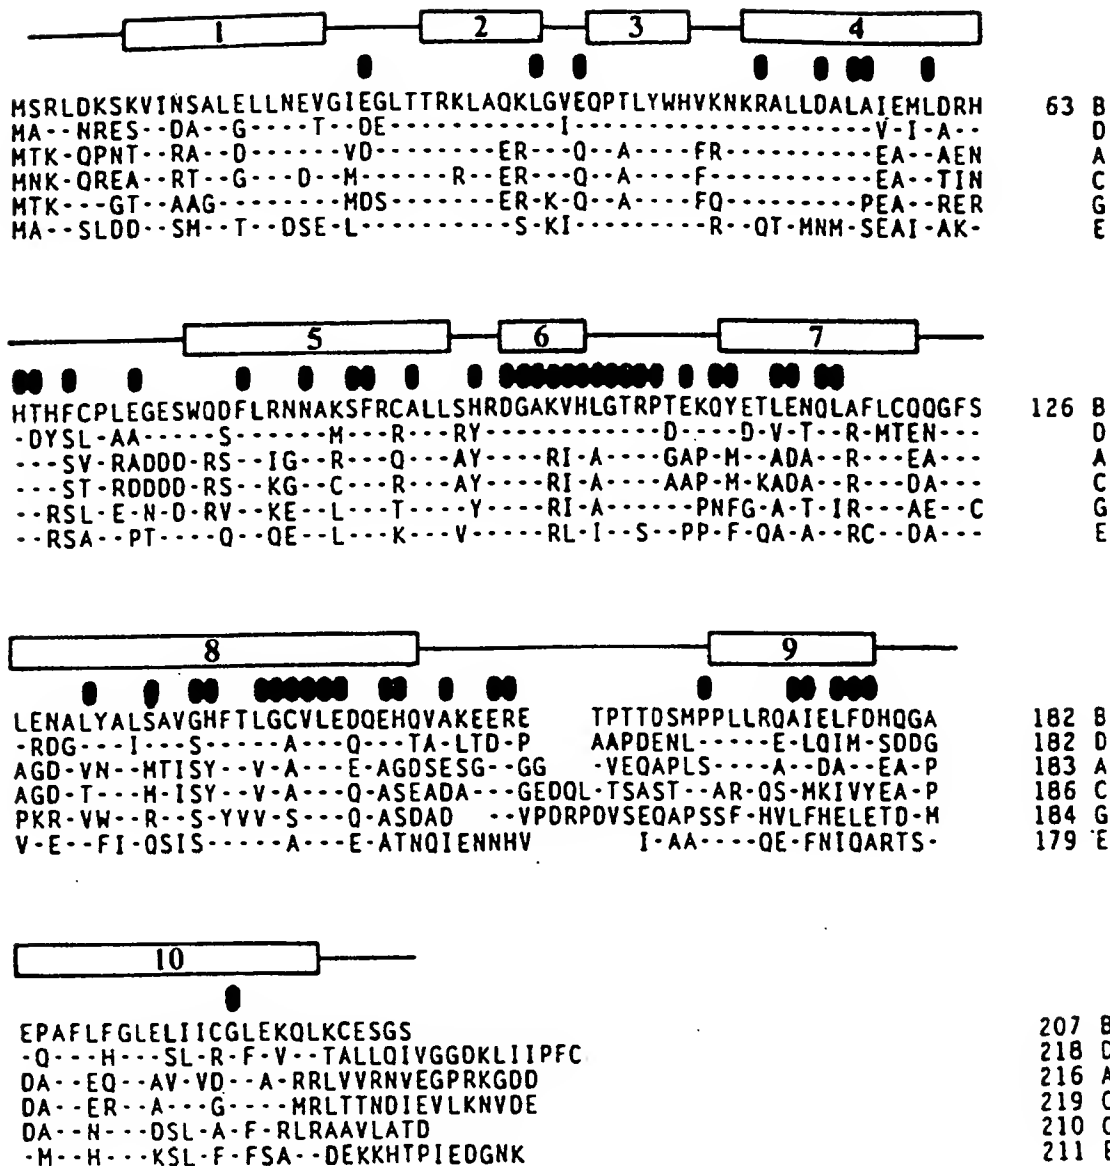 1 2 3 4
MSRLDKSKVINSALELLNEVGIEGLTTRKLAQKLGVEQPTLYWHVKNKRALLDALAIEMLDRH 63 B
MA--NRES--DA--G----T--DE-----------I------------------V-I-A-- D
MTK-QPNT--RA--D------VD--------ER---Q--A-----FR----------EA--AEN A
MNK-QREA--RT--G---D--M------R--ER---Q--A-----F-----------EA--TIN C
MTK---GT--AAG--------MDS-------ER-K-Q--A-----FQ---------PEA--RER G
MA--SLDD--SM--T--DSE-L----------S-KI---------R--QT-MNM-SEAI-AK- E
5 6 7
HTHFCPLEGESWQDFLRNNAKSFRCALLSHRDGAKVHLGTRPTEKQYETLENQLAFLCQQGFS 126 B
-DYSL-AA-----S------M---R---RY------------D----D-V-T--R-MTEN--- D
---SV-RADDD-RS--IG--R---Q---AY----RI-A----GAP-M--ADA--R---EA--- A
---ST-RDDDD-RS--KG--C---R---AY----RI-A----AAP-M-KADA--R---DA--- C
--RSL-E-N-D-RV--KE--L---T----Y----RI-A------PNFG-A-T-IR---AE--C G
--RSA--PT----Q--QE--L---K---V-----RL-I--S--PP-F-QA-A--RC--DA--- E
8 9
LENALYALSAVGHFTLGCVLEDQEHQVAKEERE TPTTDSMPPLLRQAIELFDHQGA 182 B
-RDG---I---S-----A---Q---TA-LTD-P AAPDENL-----E-LQIM-SDDG 182 D
AGD-VN--MTISY--V-A---E-AGDSESG--GG -VEQAPLS----A--DA--EA-P 183 A
AGD-T---M-ISY--V-A---Q-ASEADA---GEDQL-TSAST--AR-QS-MKIVYEA-P 186 C
PKR-VW--R--S-YVV-S---Q-ASDAD --VPDRPDVSEQAPSSF-HVLFHELETD-M 184 G
V-E--FI-QSIS-----A---E-ATNQIENNHV I-AA----QE-FNIQARTS- 179 E
10
EPAFLFGLELIICGLEKQLKCESGS 207 B
-Q---H---SL-R-F-V--TALLQIVGGDKLIIPFC 218 D
DA--EQ--AV-VD--A-RRLVVRNVEGPRKGDD 216 A
DA--ER--A---G----MRLTTNDIEVLKNVDE 219 C
DA--N---DSL-A-F-RLRAAVLATD 210 G
-M--H---KSL-F-FSA--DEKKHTPIEDGNK 211 E